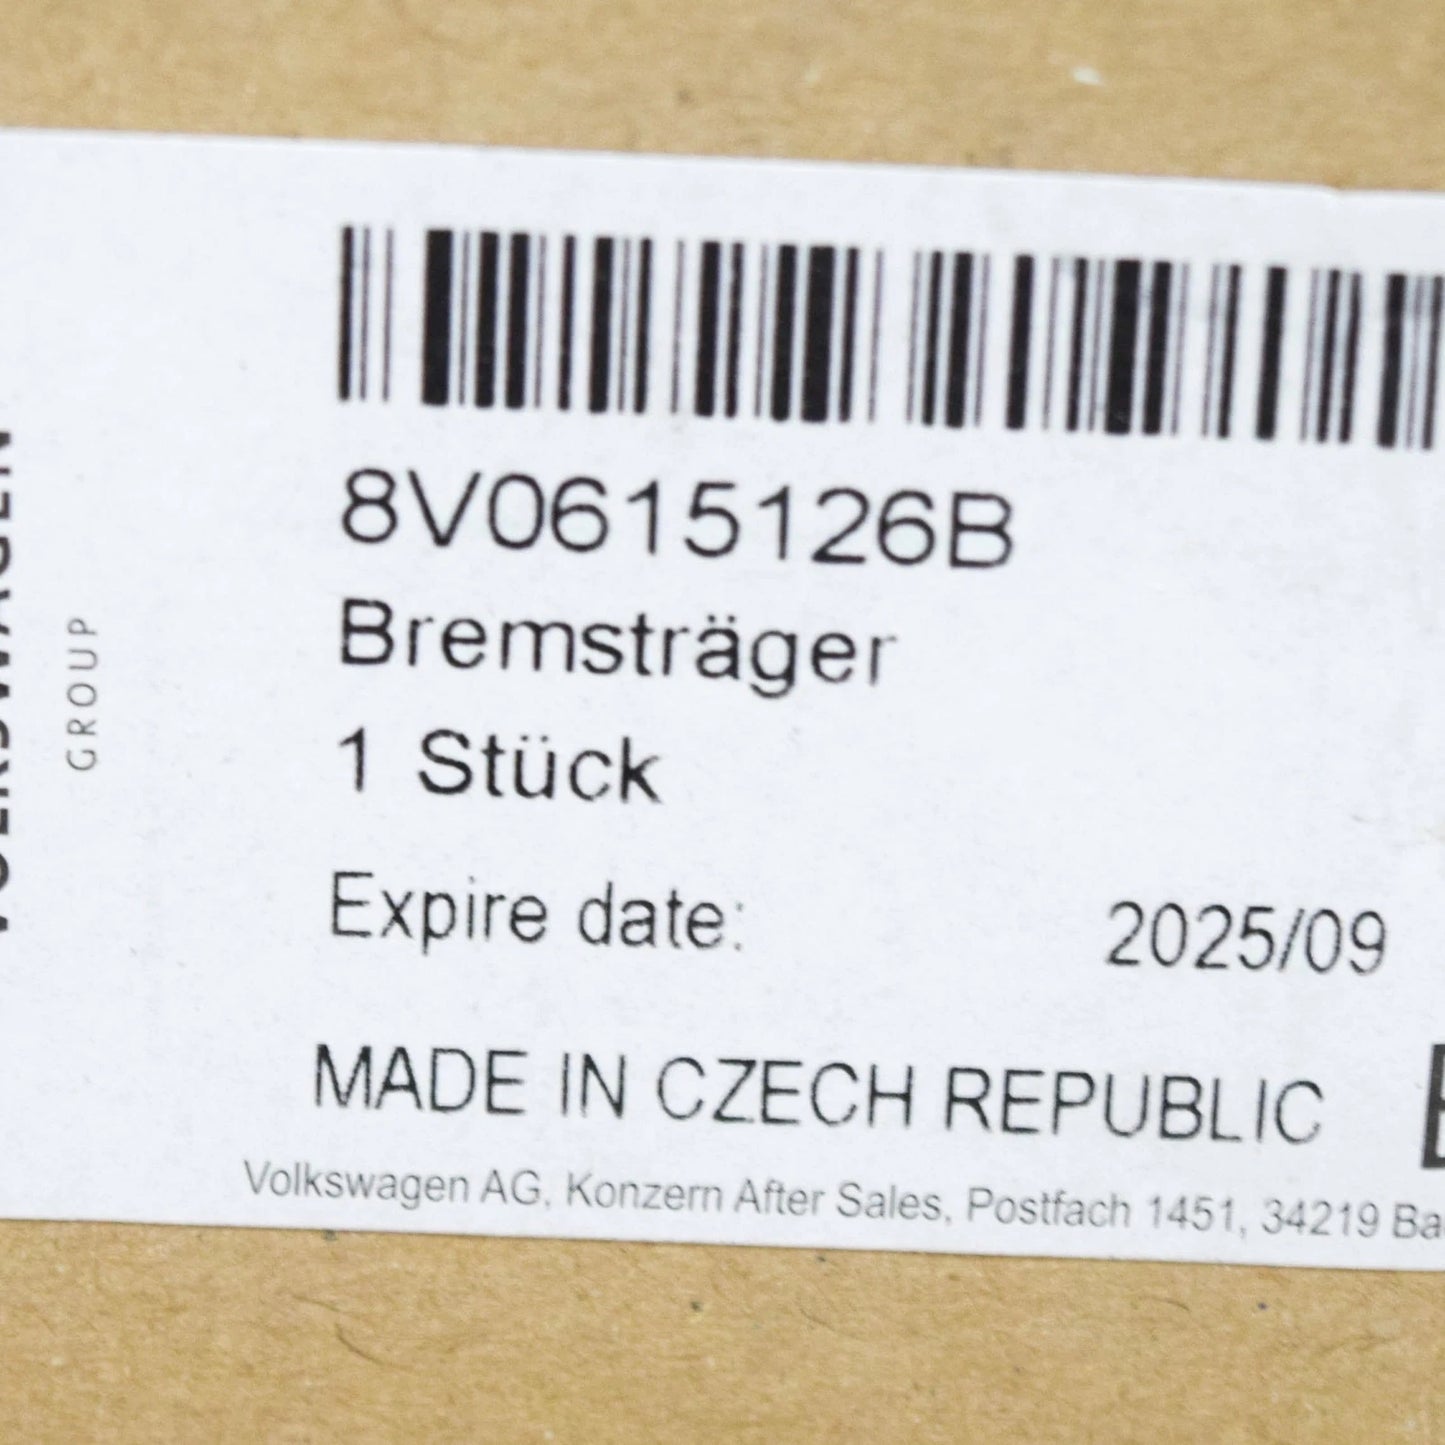 VOLKSWAGEN
GROUP
8V0615126B
Bremsträger
1 Stück
Expire date: 2025/09
MADE IN CZECH REPUBLIC
Volkswagen AG, Konzern After Sales, Postfach 1451, 34219